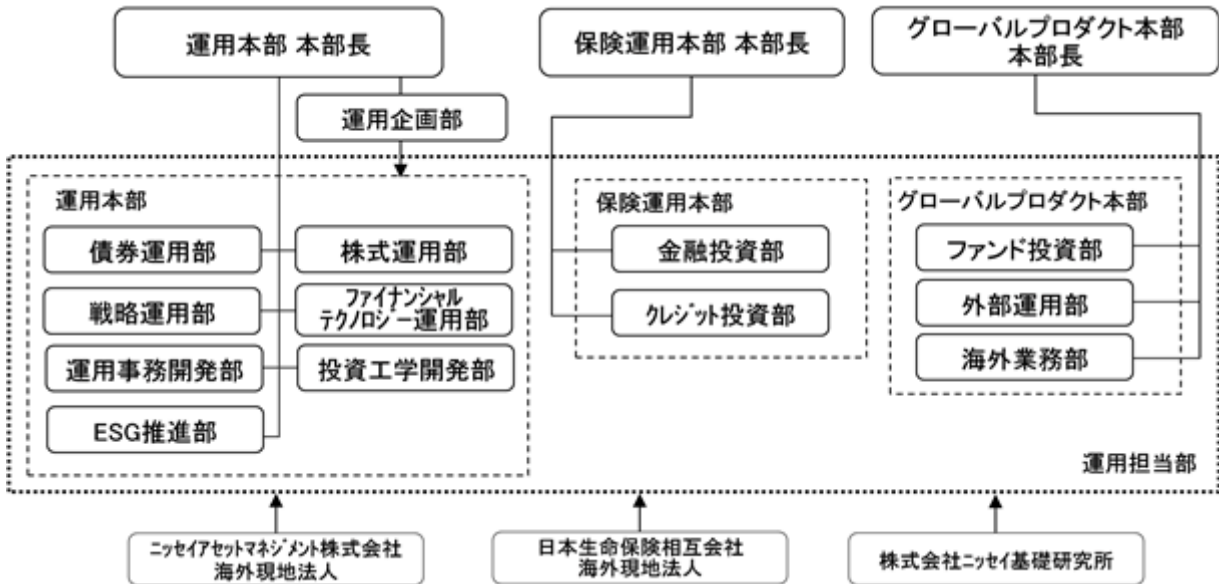 運用本部 本部長
保険運用本部 本部長
グローバルプロダクト本部
本部長
運用企画部
運用本部
債券運用部
株式運用部
戦略運用部
ファイナンシャル
テクノロジー運用部
運用事務開発部
投資工学開発部
ESG推進部
保険運用本部
金融投資部
クレジット投資部
グローバルプロダクト本部
ファンド投資部
外部運用部
海外業務部
運用担当部
ニッセイアセットマネジメント株式会社
海外現地法人
日本生命保険相互会社
海外現地法人
株式会社ニッセイ基礎研究所